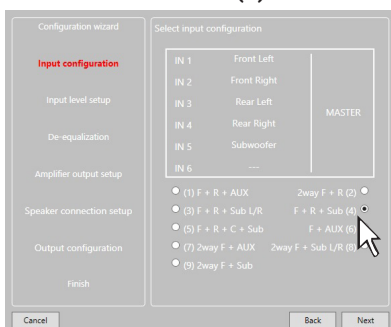 Configuration wizard
Input configuration
Input level setup
De-equalization
Amplifier output setup
Speaker connection setup
Output configuration
Finish
Select input configuration
IN 1 Front Left
IN 2 Front Right
IN 3 Rear Left
IN 4 Rear Right
IN 5 Subwoofer
IN 6 ---
MASTER
(1) F + R + AUX 2way F + R (2)
(3) F + R + Sub L/R F + R + Sub (4)
(5) F + R + C + Sub F + AUX (6)
(7) 2way F + AUX 2way F + Sub L/R (8)
(9) 2way F + Sub
Cancel Back Next